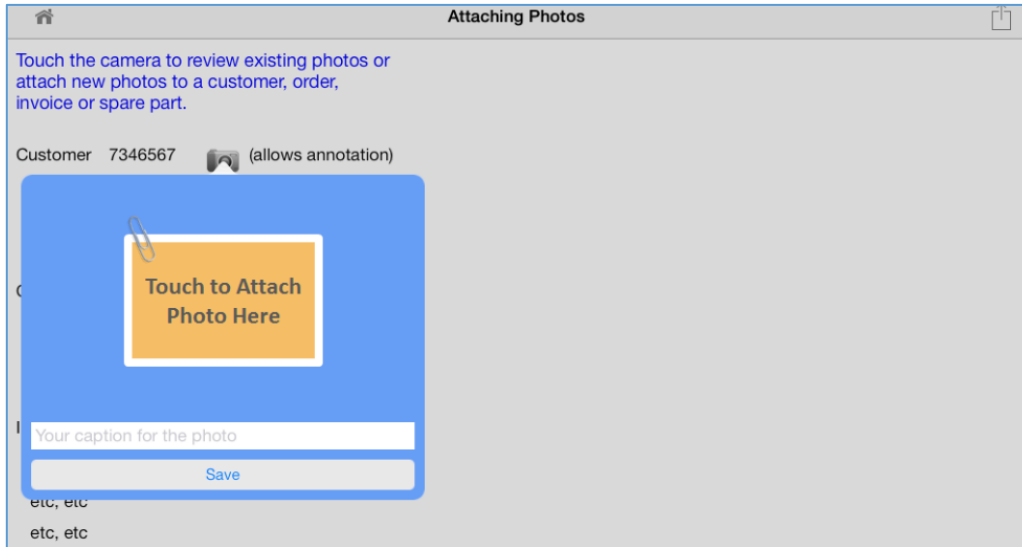 Attaching Photos
Touch the camera to review existing photos or
attach new photos to a customer, order,
invoice or spare part.
Customer 7346567 (allows annotation)
Touch to Attach
Photo Here
Your caption for the photo
Save
etc, etc
etc, etc